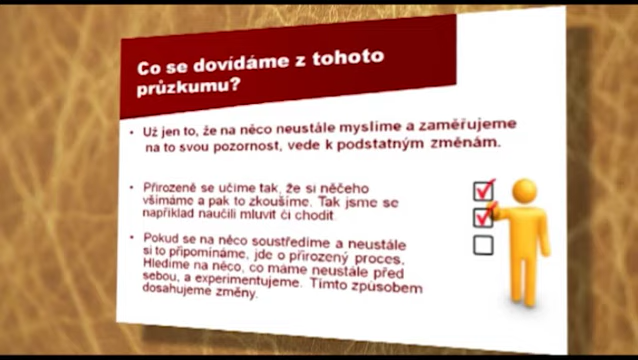 Co se dovídáme z tohoto
průzkumu?
• Už jen to, že na něco neustále myslíme a zaměřujeme
na to svou pozornost, vede k podstatným změnám.
• Přirozeně se učíme tak, že si něčeho
všímáme a pak to zkoušíme. Tak jsme se
například naučili mluvit či chodit.
• Pokud se na něco soustředíme a neustále
si to připomínáme, jde o přirozený proces.
Hledíme na něco, co máme neustále před
sebou, a experimentujeme. Tímto způsobem
dosahujeme změny.